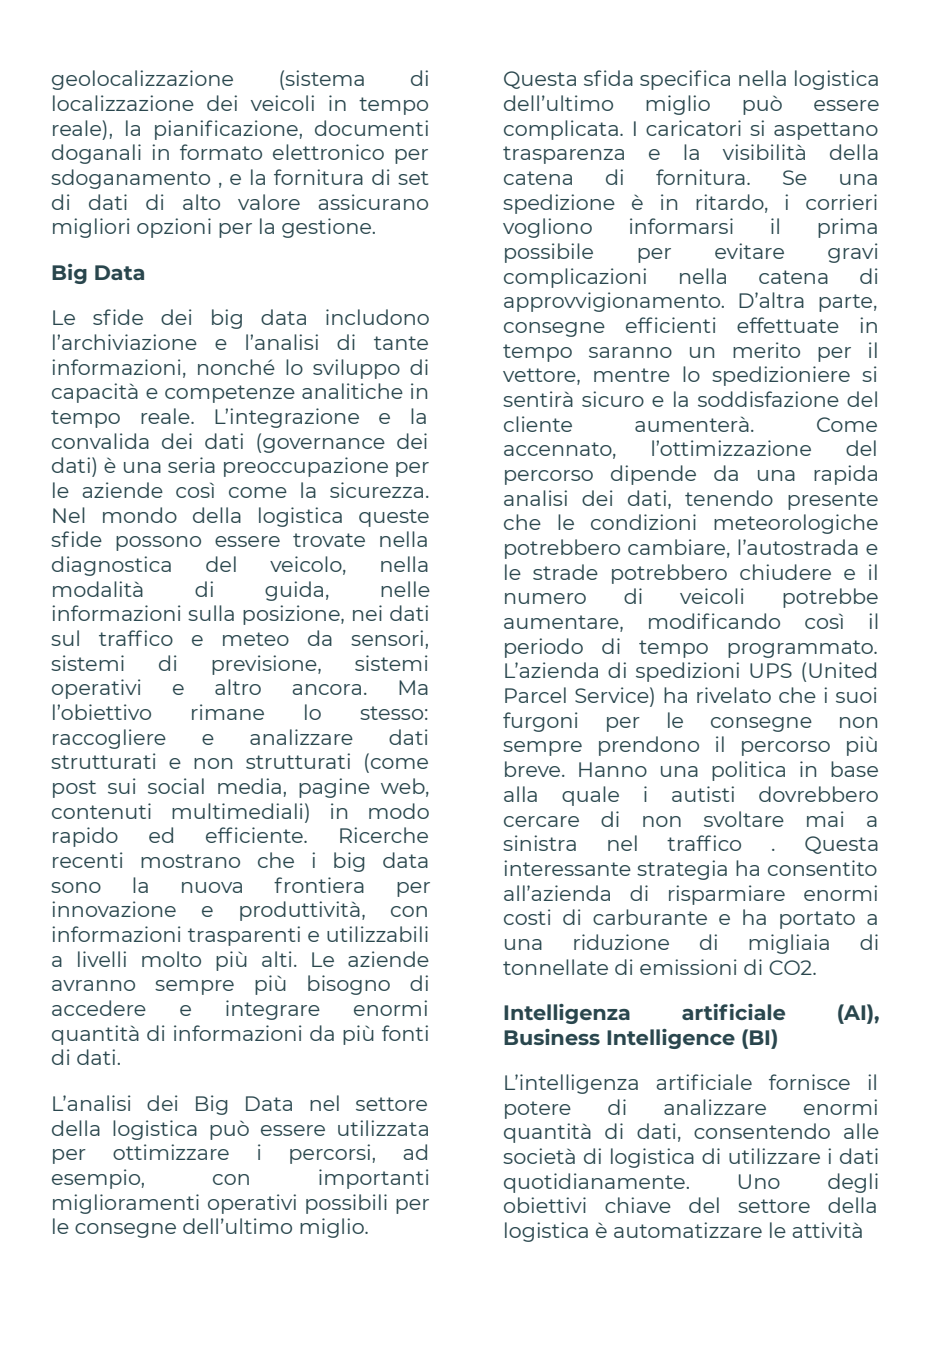 geolocalizzazione (sistema di
localizzazione dei veicoli in tempo
reale), la pianificazione, documenti
doganali in formato elettronico per
sdoganamento , e la fornitura di set
di dati di alto valore assicurano
migliori opzioni per la gestione.
Big Data
Le sfide dei big data includono
l’archiviazione e l’analisi di tante
informazioni, nonché lo sviluppo di
capacità e competenze analitiche in
tempo reale. L’integrazione e la
convalida dei dati (governance dei
dati) è una seria preoccupazione per
le aziende così come la sicurezza.
Nel mondo della logistica queste
sfide possono essere trovate nella
diagnostica del veicolo, nella
modalità di guida, nelle
informazioni sulla posizione, nei dati
sul traffico e meteo da sensori,
sistemi di previsione, sistemi
operativi e altro ancora. Ma
l’obiettivo rimane lo stesso:
raccogliere e analizzare dati
strutturati e non strutturati (come
post sui social media, pagine web,
contenuti multimediali) in modo
rapido ed efficiente. Ricerche
recenti mostrano che i big data
sono la nuova frontiera per
innovazione e produttività, con
informazioni trasparenti e utilizzabili
a livelli molto più alti. Le aziende
avranno sempre più bisogno di
accedere e integrare enormi
quantità di informazioni da più fonti
di dati.
L’analisi dei Big Data nel settore
della logistica può essere utilizzata
per ottimizzare i percorsi, ad
esempio, con importanti
miglioramenti operativi possibili per
le consegne dell’ultimo miglio.
Questa sfida specifica nella logistica
dell’ultimo miglio può essere
complicata. I caricatori si aspettano
trasparenza e la visibilità della
catena di fornitura. Se una
spedizione è in ritardo, i corrieri
vogliono informarsi il prima
possibile per evitare gravi
complicazioni nella catena di
approvvigionamento. D’altra parte,
consegne efficienti effettuate in
tempo saranno un merito per il
vettore, mentre lo spedizioniere si
sentirà sicuro e la soddisfazione del
cliente aumenterà. Come
accennato, l’ottimizzazione del
percorso dipende da una rapida
analisi dei dati, tenendo presente
che le condizioni meteorologiche
potrebbero cambiare, l’autostrada e
le strade potrebbero chiudere e il
numero di veicoli potrebbe
aumentare, modificando così il
periodo di tempo programmato.
L’azienda di spedizioni UPS (United
Parcel Service) ha rivelato che i suoi
furgoni per le consegne non
sempre prendono il percorso più
breve. Hanno una politica in base
alla quale i autisti dovrebbero
cercare di non svoltare mai a
sinistra nel traffico . Questa
interessante strategia ha consentito
all’azienda di risparmiare enormi
costi di carburante e ha portato a
una riduzione di migliaia di
tonnellate di emissioni di CO2.
Intelligenza artificiale (AI),
Business Intelligence (BI)
L’intelligenza artificiale fornisce il
potere di analizzare enormi
quantità di dati, consentendo alle
società di logistica di utilizzare i dati
quotidianamente. Uno degli
obiettivi chiave del settore della
logistica è automatizzare le attività